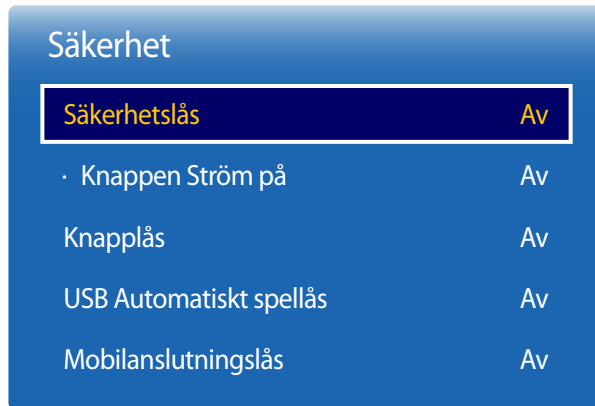 Säkerhet
Säkerhetslås Av
· Knappen Ström på Av
Knapplås Av
USB Automatiskt spellås Av
Mobilanslutningslås Av